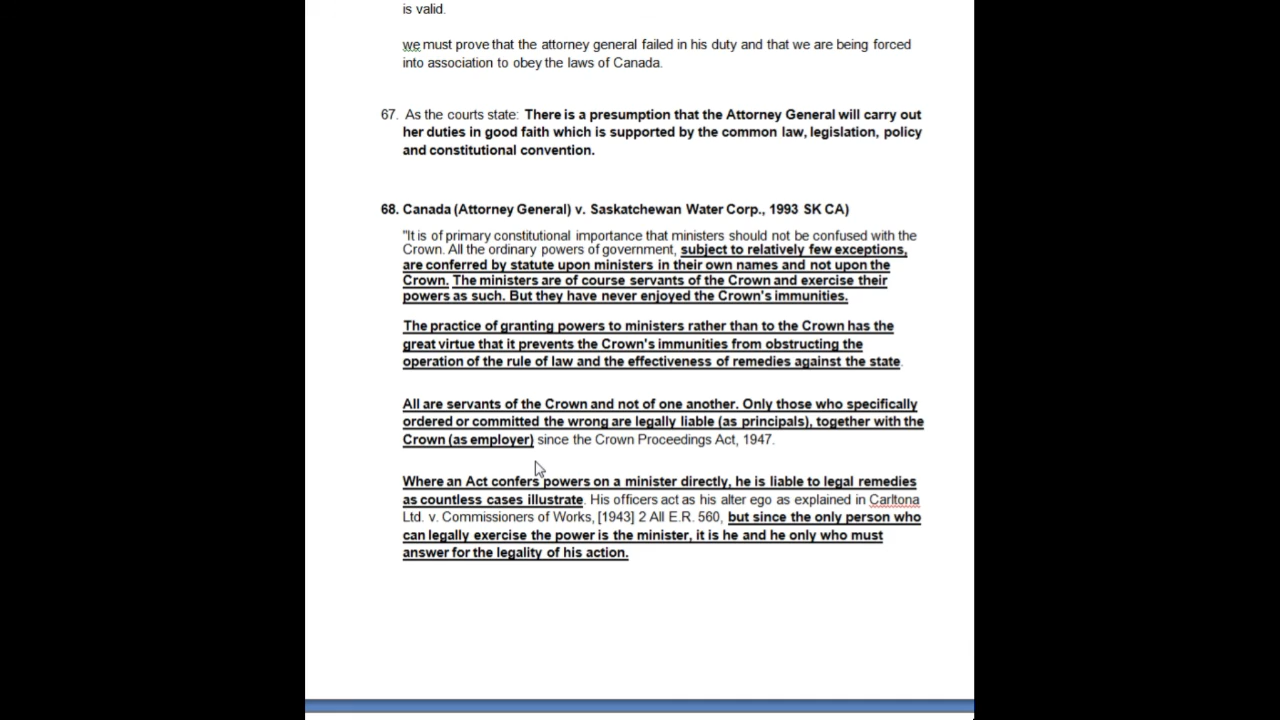 is valid.
we must prove that the attorney general failed in his duty and that we are being forced
into association to obey the laws of Canada.
67. As the courts state: There is a presumption that the Attorney General will carry out
her duties in good faith which is supported by the common law, legislation, policy
and constitutional convention.
68. Canada (Attorney General) v. Saskatchewan Water Corp., 1993 SK CA)
"It is of primary constitutional importance that ministers should not be confused with the
Crown. All the ordinary powers of government, subject to relatively few exceptions,
are conferred by statute upon ministers in their own names and not upon the
Crown. The ministers are of course servants of the Crown and exercise their
powers as such. But they have never enjoyed the Crown's immunities.
The practice of granting powers to ministers rather than to the Crown has the
great virtue that it prevents the Crown's immunities from obstructing the
operation of the rule of law and the effectiveness of remedies against the state.
All are servants of the Crown and not of one another. Only those who specifically
ordered or committed the wrong are legally liable (as principals), together with the
Crown (as employer) since the Crown Proceedings Act, 1947.
Where an Act confers powers on a minister directly, he is liable to legal remedies
as countless cases illustrate. His officers act as his alter ego as explained in Carltona
Ltd. v. Commissioners of Works, [1943] 2 All E.R. 560, but since the only person who
can legally exercise the power is the minister, it is he and he only who must
answer for the legality of his action.